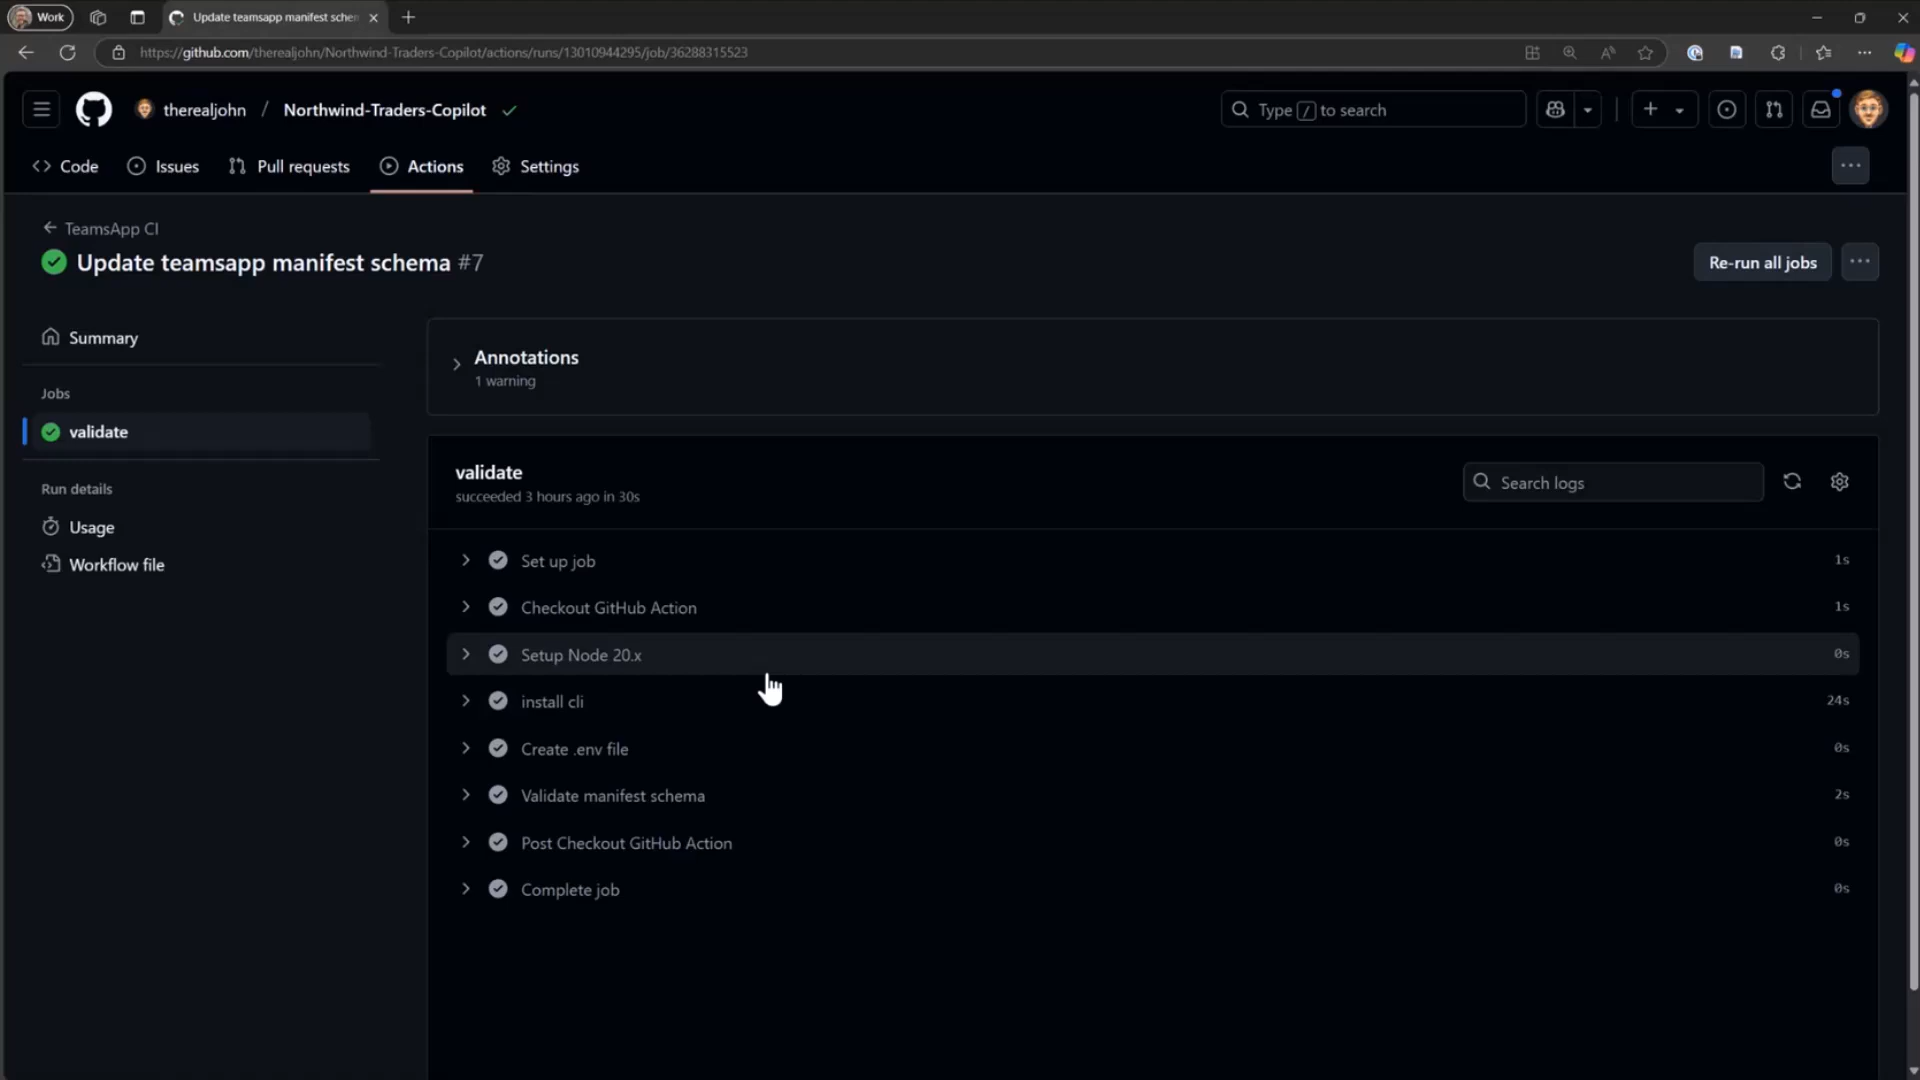 Work
Update teamsapp manifest schem
https://github.com/therealjohn/Northwind-Traders-Copilot/actions/runs/13010944295/job/36288315523
therealjohn / Northwind-Traders-Copilot
Type / to search
Code
Issues
Pull requests
Actions
Settings
TeamsApp CI
Update teamsapp manifest schema #7
Re-run all jobs
Summary
Jobs
validate
Run details
Usage
Workflow file
Annotations
1 warning
validate
succeeded 3 hours ago in 30s
Search logs
Set up job 1s
Checkout GitHub Action 1s
Setup Node 20.x 0s
install cli 24s
Create .env file 0s
Validate manifest schema 2s
Post Checkout GitHub Action 0s
Complete job 0s